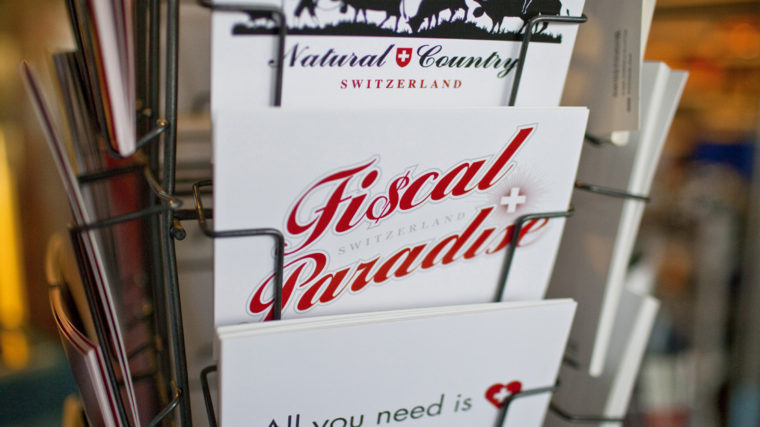 Natural Country
SWITZERLAND
Fi$cal
SWITZERLAND
Paradise
All you need is